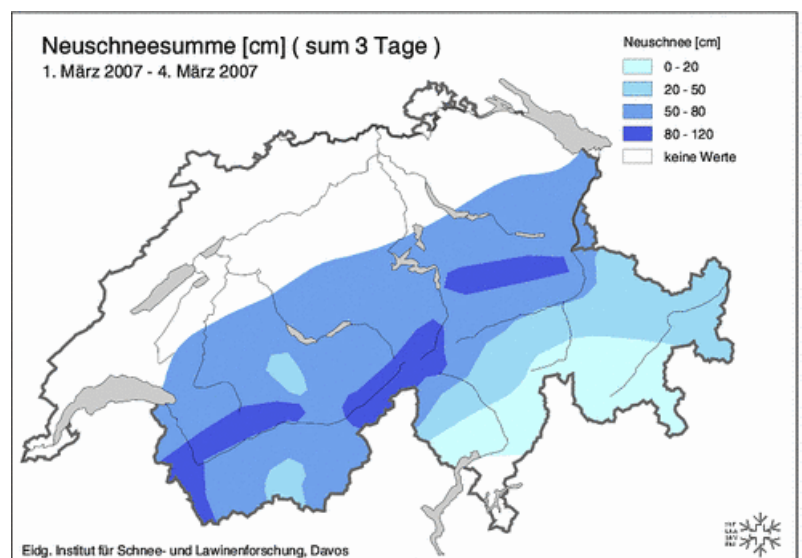 Neuschneesumme [cm] ( sum 3 Tage )
1. März 2007 - 4. März 2007
Neuschnee [cm]
0 - 20
20 - 50
50 - 80
80 - 120
keine Werte
Eidg. Institut für Schnee- und Lawinenforschung, Davos